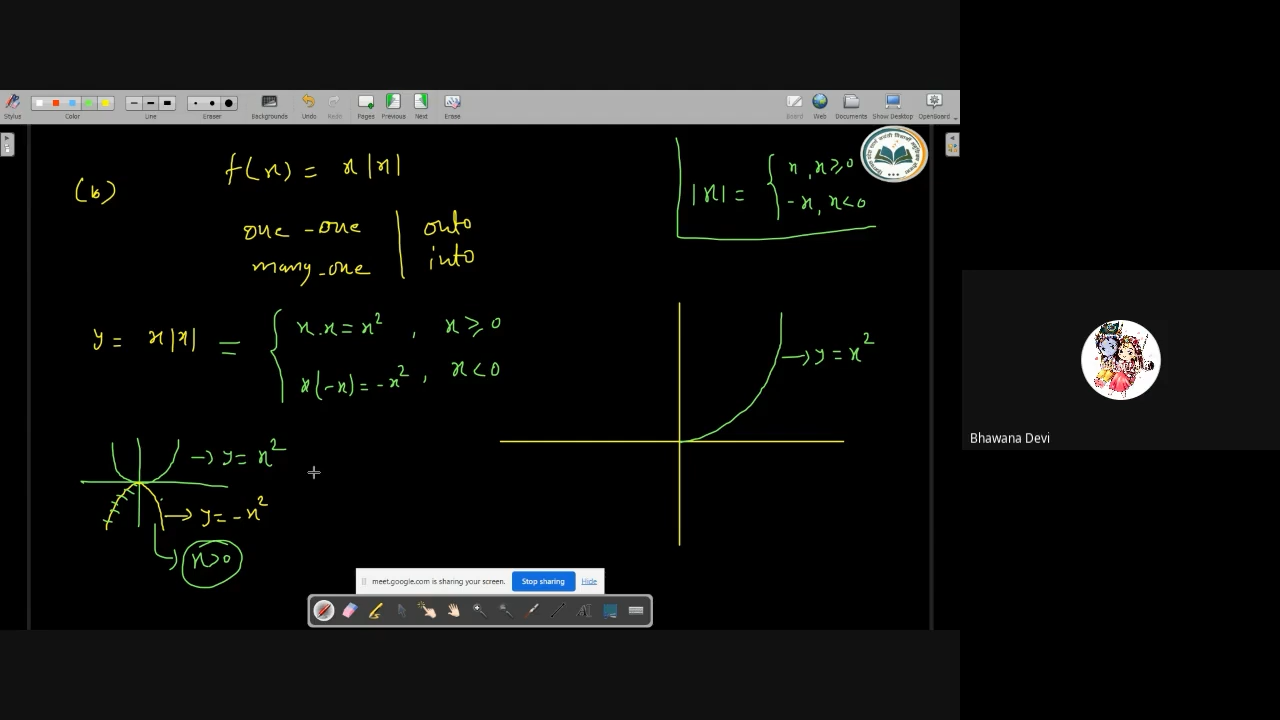 Stylus Color Line Eraser Backgrounds Undo Redo Pages Previous Next Erase Board Web Documents Show Desktop OpenBoard
(b) f(x) = x|x|
|x| = { x, x ≥ 0
-x, x < 0
one-one | onto
many-one | into
y = x|x| = { x.x = x² , x ≥ 0
x(-x) = -x² , x < 0
→ y = x²
→ y = x²
→ y = -x²
x > 0
Bhawana Devi
meet.google.com is sharing your screen. Stop sharing Hide